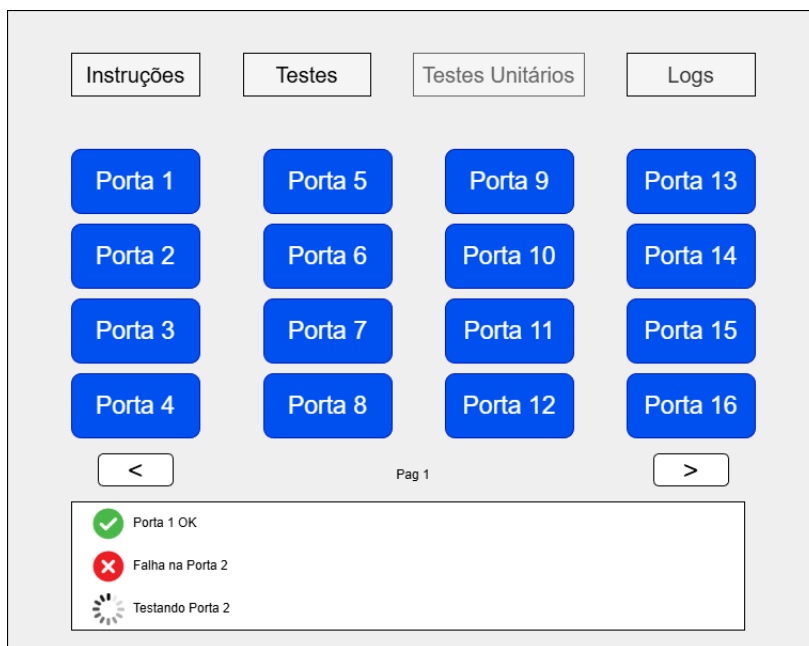 Instruções Testes Testes Unitários Logs
Porta 1 Porta 5 Porta 9 Porta 13
Porta 2 Porta 6 Porta 10 Porta 14
Porta 3 Porta 7 Porta 11 Porta 15
Porta 4 Porta 8 Porta 12 Porta 16
< Pag 1 >
Porta 1 OK
Falha na Porta 2
Testando Porta 2